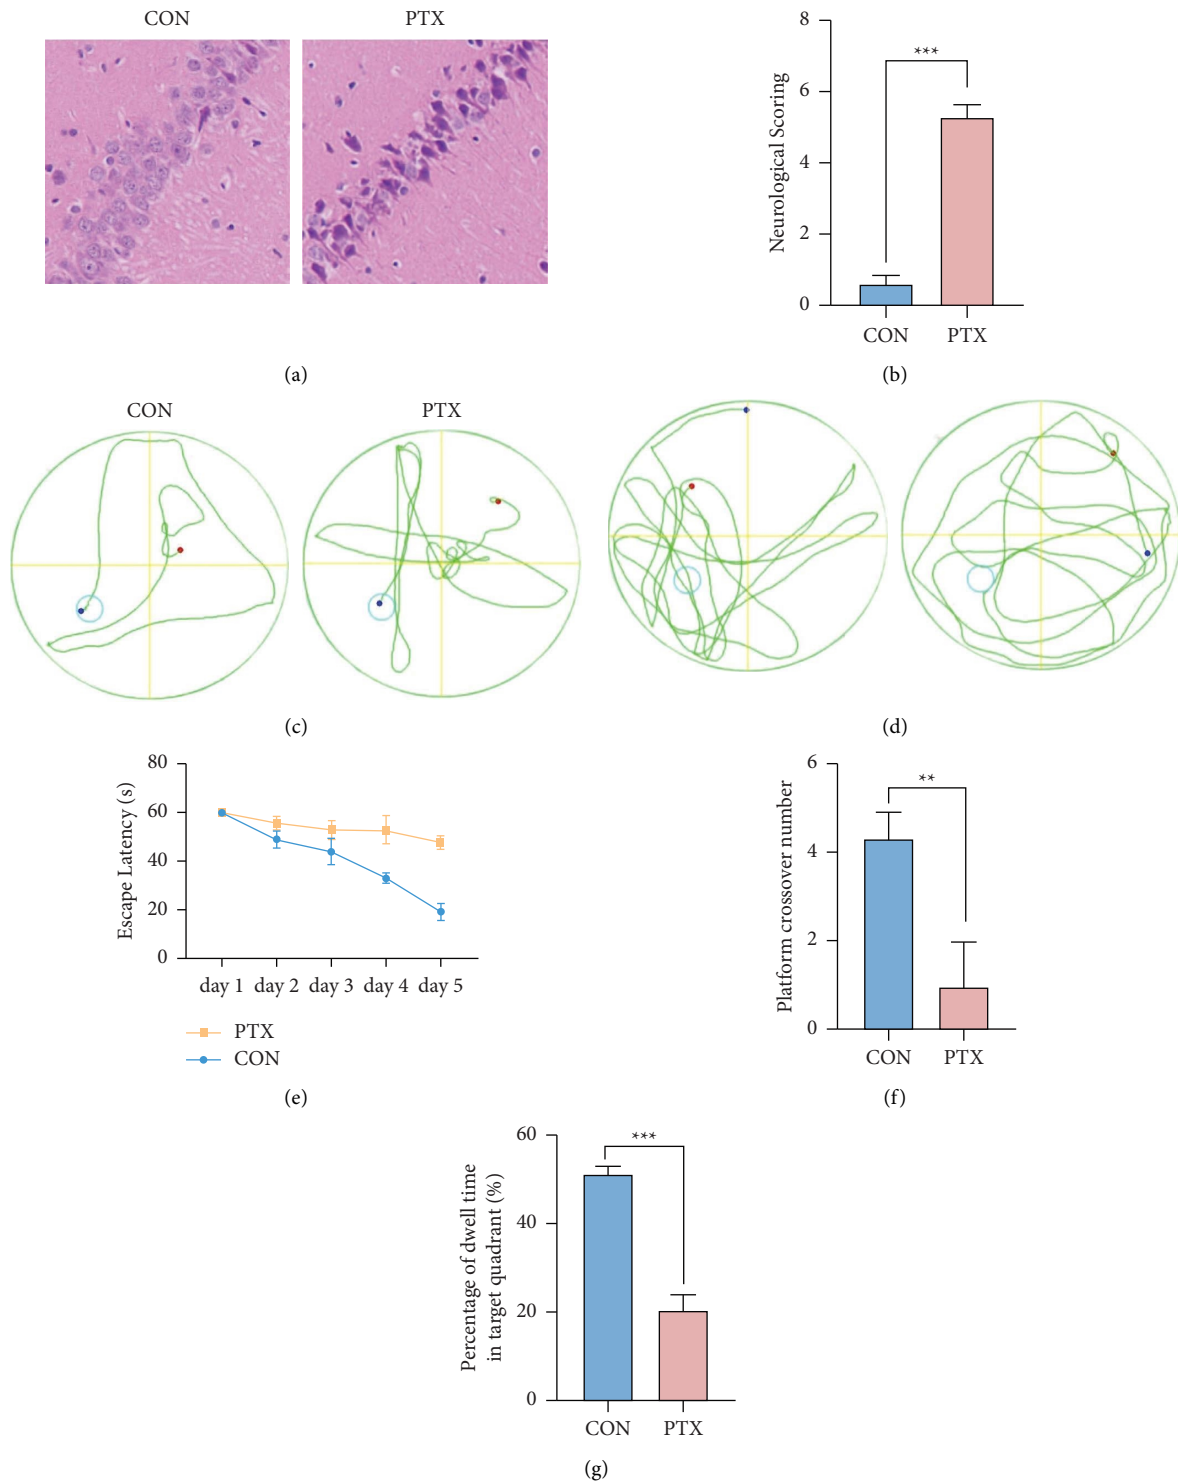 CON PTX
8
6
4
2
0
Neurological Scoring
***
CON PTX
(a)
(b)
CON PTX
(c)
(d)
80
60
40
20
0
Escape Latency (s)
day 1 day 2 day 3 day 4 day 5
PTX
CON
(e)
6
4
2
0
Platform crossover number
**
CON PTX
(f)
60
40
20
0
Percentage of dwell time
in target quadrant (%)
***
CON PTX
(g)